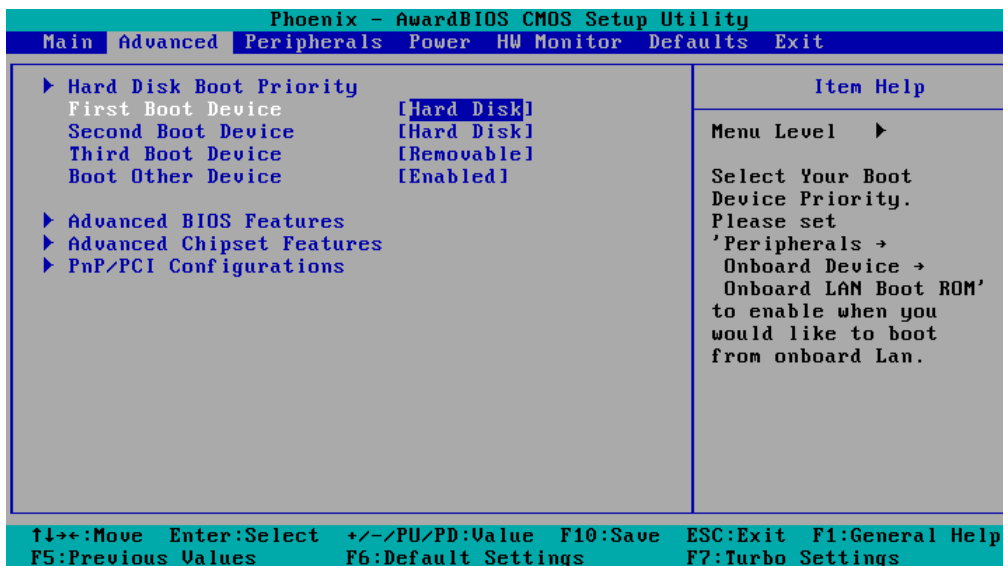 Phoenix - AwardBIOS CMOS Setup Utility
Main Advanced Peripherals Power HW Monitor Defaults Exit
▶ Hard Disk Boot Priority
First Boot Device [Hard Disk]
Second Boot Device [Hard Disk]
Third Boot Device [Removable]
Boot Other Device [Enabled]
▶ Advanced BIOS Features
▶ Advanced Chipset Features
▶ PnP/PCI Configurations
Item Help
Menu Level ▶
Select Your Boot
Device Priority.
Please set
'Peripherals →
Onboard Device →
Onboard LAN Boot ROM'
to enable when you
would like to boot
from onboard Lan.
↑↓→←:Move Enter:Select +/-/PU/PD:Value F10:Save ESC:Exit F1:General Help
F5:Previous Values F6:Default Settings F7:Turbo Settings